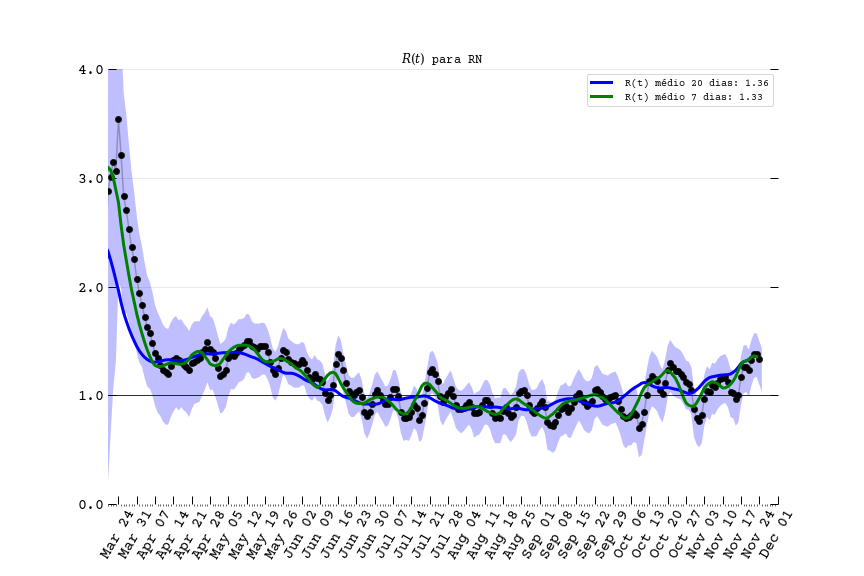 R(t) para RN
R(t) médio 20 dias: 1.36
R(t) médio 7 dias: 1.33
4.0
3.0
2.0
1.0
0.0
Mar 24
Mar 31
Apr 07
Apr 14
Apr 21
Apr 28
May 05
May 12
May 19
May 26
Jun 02
Jun 09
Jun 16
Jun 23
Jun 30
Jul 07
Jul 14
Jul 21
Jul 28
Aug 04
Aug 11
Aug 18
Aug 25
Sep 01
Sep 08
Sep 15
Sep 22
Sep 29
Oct 06
Oct 13
Oct 20
Oct 27
Nov 03
Nov 10
Nov 17
Nov 24
Dec 01